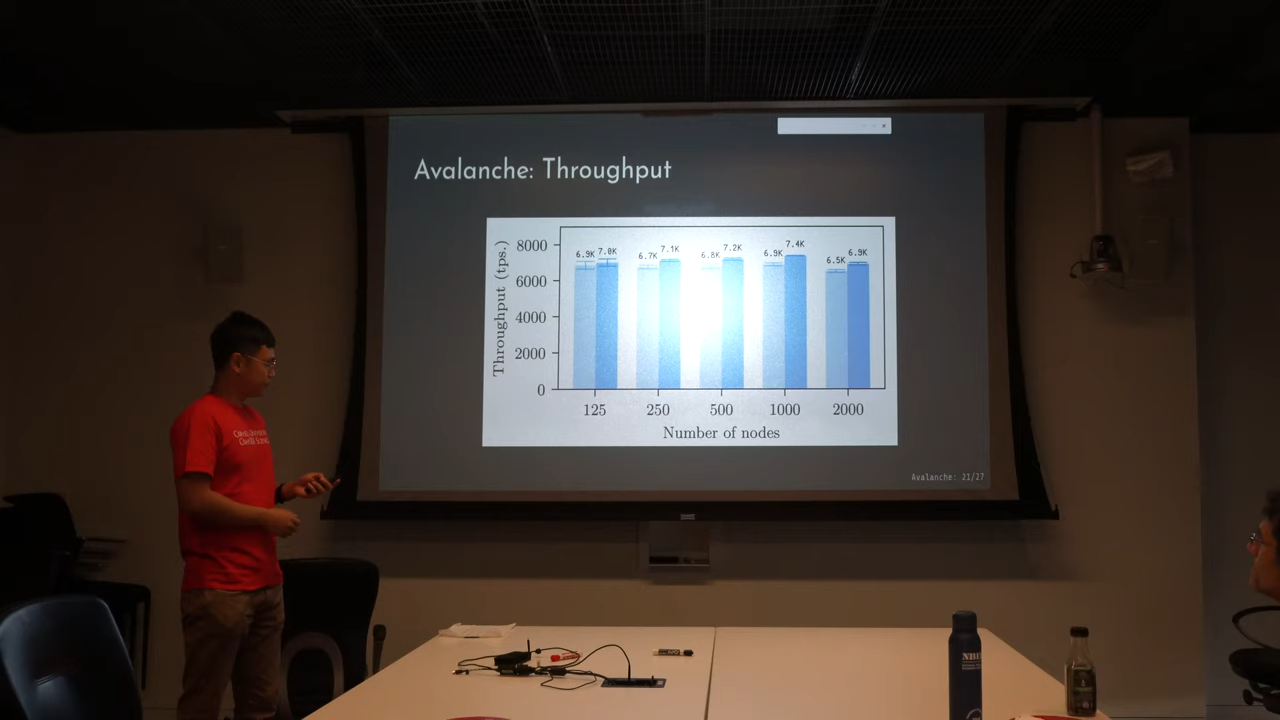 Avalanche: Throughput
Throughput (tps.)
8000
6000
4000
2000
0
6.9K 7.0K 6.7K 7.1K 6.8K 7.2K 6.9K 7.4K 6.5K 6.9K
125 250 500 1000 2000
Number of nodes
Avalanche: 21/27